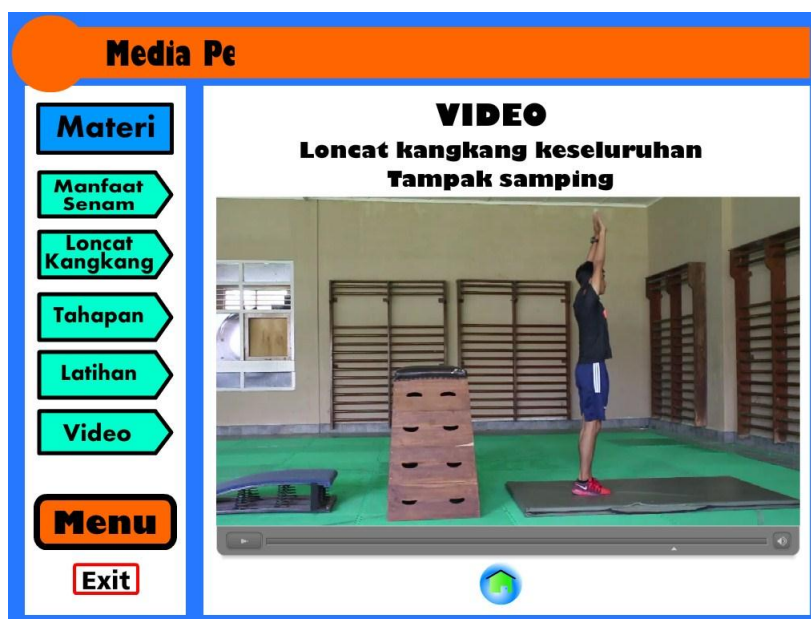 Media Pe
Materi
Manfaat
Senam
Loncat
Kangkang
Tahapan
Latihan
Video
Menu
Exit
VIDEO
Loncat kangkang keseluruhan
Tampak samping